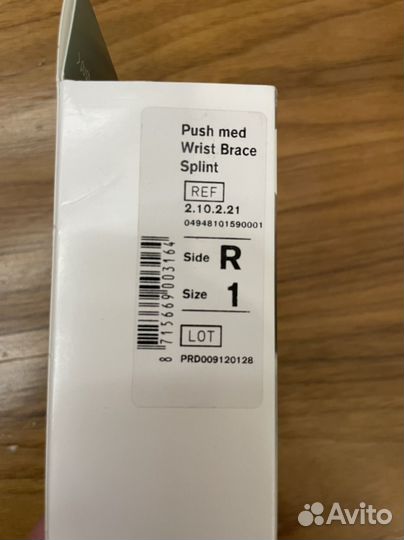 Push med
Wrist Brace
Splint
REF
2.10.2.21
04948101590001
Side R
Size 1
LOT
PRD009120128
8 715669 003164
Avito